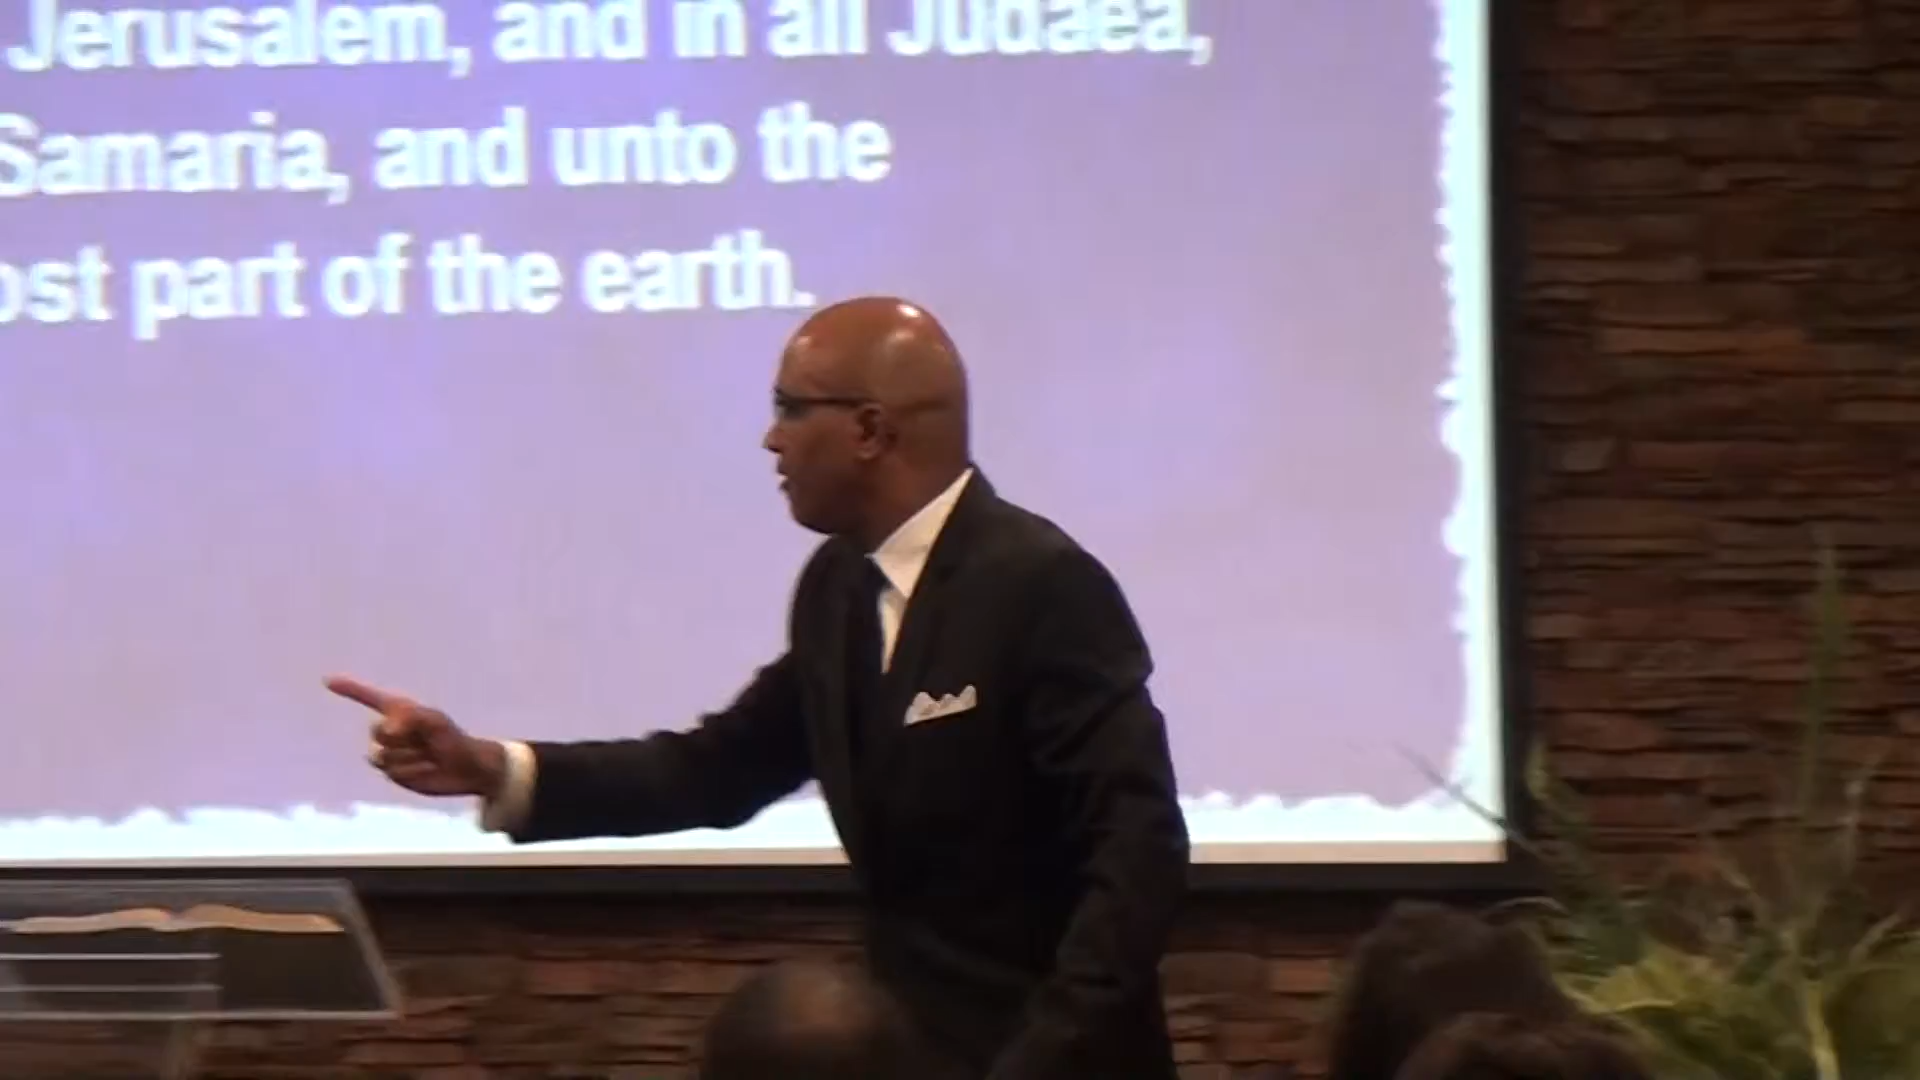 Jerusalem, and in all Judaea,
Samaria, and unto the
part of the earth.